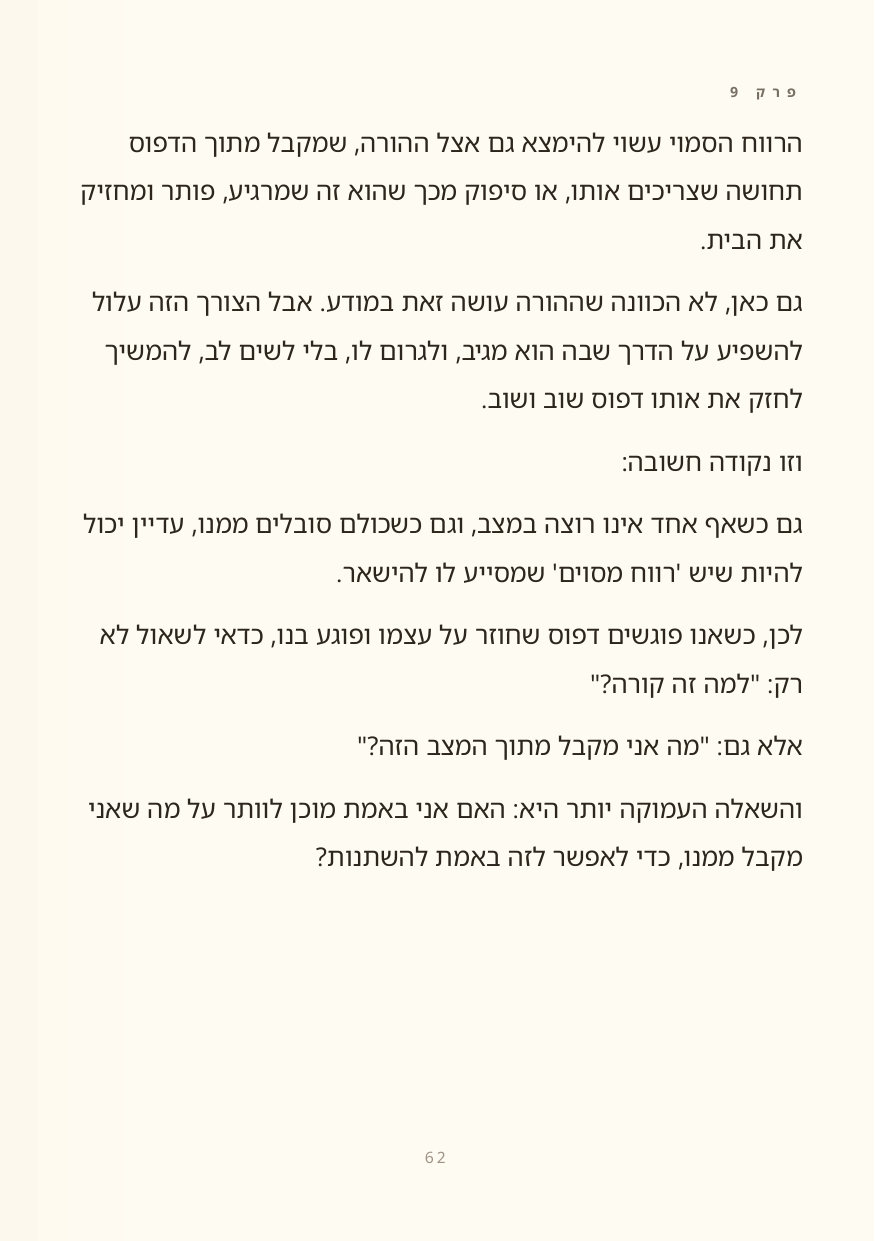 פרק 9
הרווח הסמוי עשוי להימצא גם אצל ההורה, שמקבל מתוך הדפוס
תחושה שצריכים אותו, או סיפוק מכך שהוא זה שמרגיע, פותר ומחזיק
את הבית.
גם כאן, לא הכוונה שההורה עושה זאת במודע. אבל הצורך הזה עלול
להשפיע על הדרך שבה הוא מגיב, ולגרום לו, בלי לשים לב, להמשיך
לחזק את אותו דפוס שוב ושוב.
וזו נקודה חשובה:
גם כשאף אחד אינו רוצה במצב, וגם כשכולם סובלים ממנו, עדיין יכול
להיות שיש 'רווח מסוים' שמסייע לו להישאר.
לכן, כשאנו פוגשים דפוס שחוזר על עצמו ופוגע בנו, כדאי לשאול לא
רק: "למה זה קורה?"
אלא גם: "מה אני מקבל מתוך המצב הזה?"
והשאלה העמוקה יותר היא: האם אני באמת מוכן לוותר על מה שאני
מקבל ממנו, כדי לאפשר לזה באמת להשתנות?
62